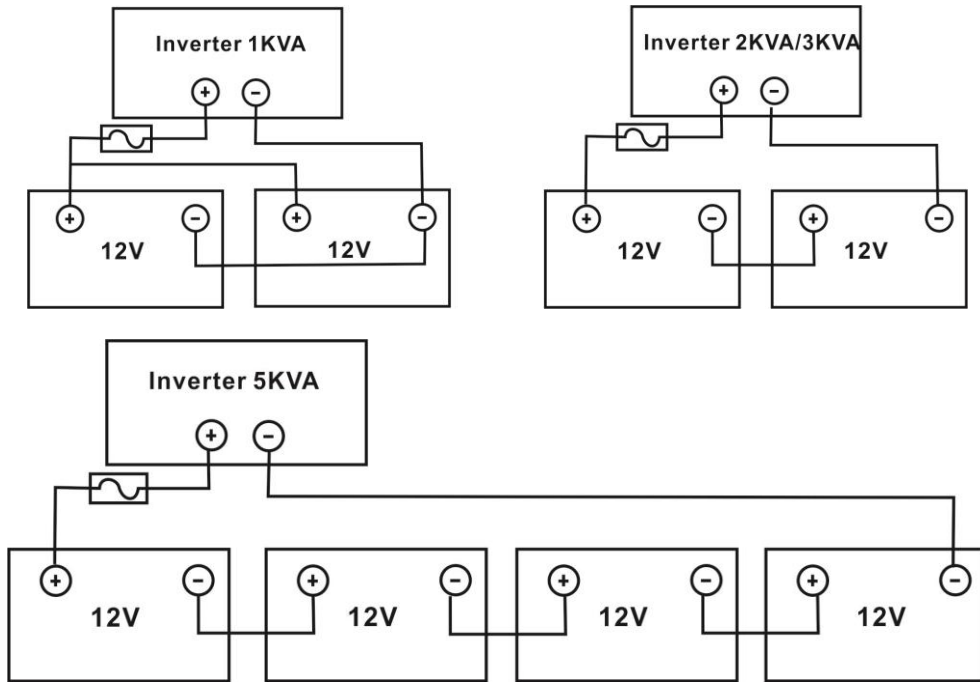 Inverter 1KVA
+ -
+ - + -
12V 12V
Inverter 2KVA/3KVA
+ -
+ - + -
12V 12V
Inverter 5KVA
+ -
+ - + - + - + -
12V 12V 12V 12V